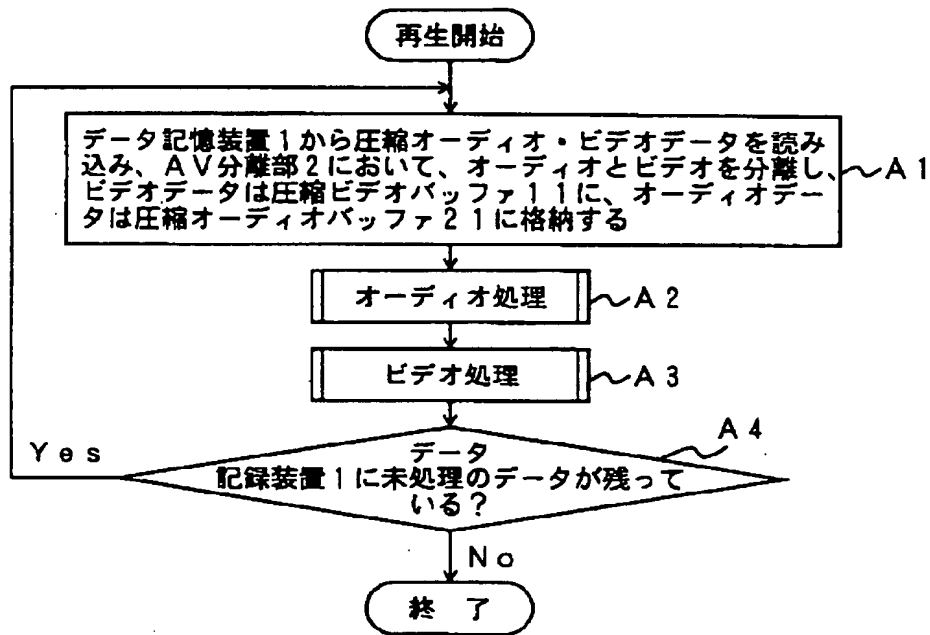 再生開始
データ記憶装置1から圧縮オーディオ・ビデオデータを読み
込み、AV分離部2において、オーディオとビデオを分離し、
ビデオデータは圧縮ビデオバッファ11に、オーディオデー
タは圧縮オーディオバッファ21に格納する
A1
オーディオ処理
A2
ビデオ処理
A3
A4
Yes
データ
記録装置1に未処理のデータが残って
いる?
No
終 了